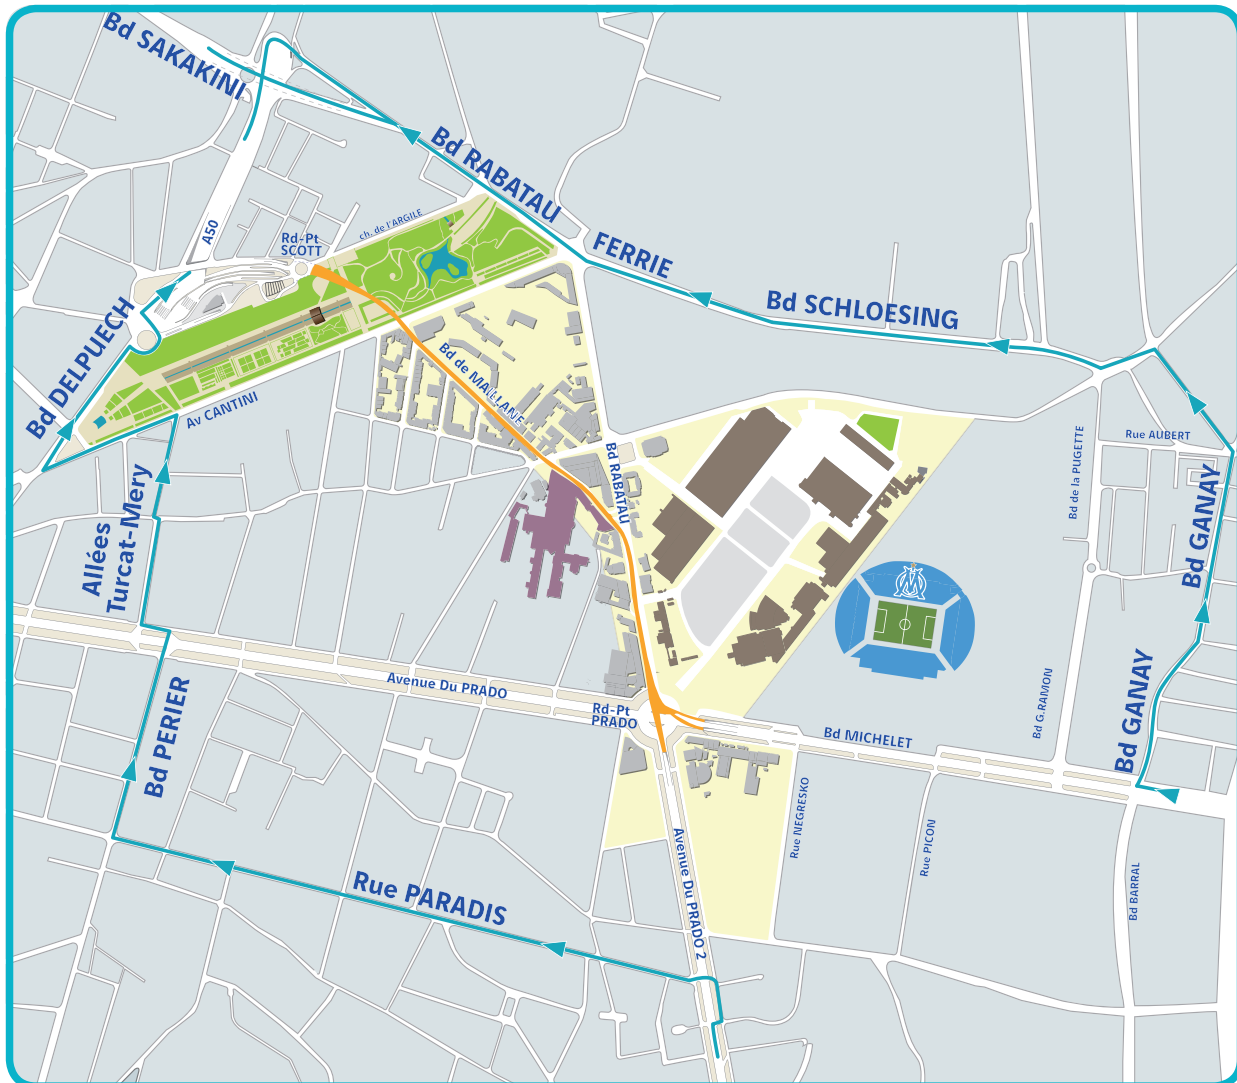 Bd SAKAKINI
Bd RABATAU
A50
ch. de l'ARGILE
Rd-Pt
SCOTT
FERRIE
Bd SCHLOESING
Bd DELPUECH
Bd de MAILLANE
Av CANTINI
Bd RABATAU
Bd de la PUGETTE
Rue AUBERT
Bd GANAY
Allées
Turcat-Mery
Avenue Du PRADO
Rd-Pt
PRADO
Bd MICHELET
Bd G.RAMON
Bd GANAY
Bd PERIER
Rue NEGRESKO
Rue PICON
Bd BARRAL
Avenue Du PRADO 2
Rue PARADIS